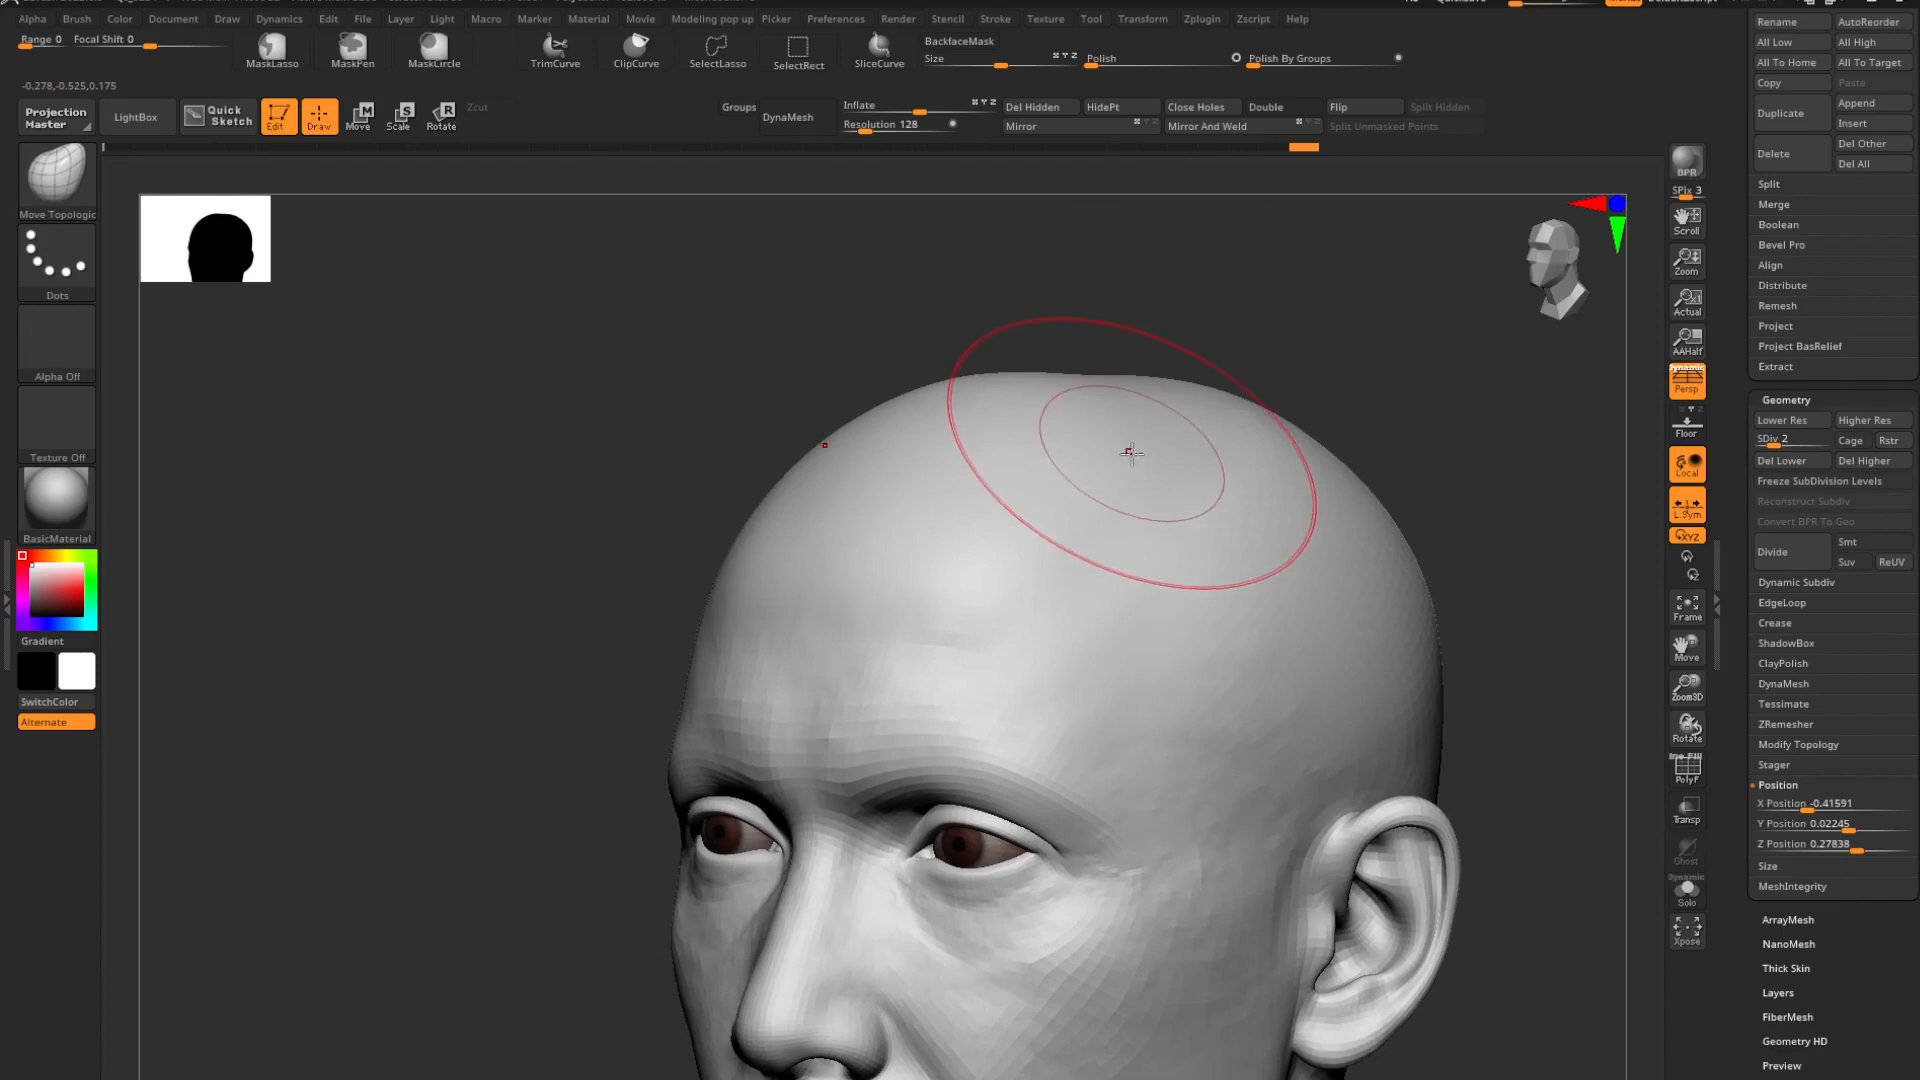 Alpha Brush Color Document Draw Dynamics Edit File Layer Light Macro Marker Material Movie Modeling pop up Picker Preferences Render Stencil Stroke Texture Tool Transform Zplugin Zscript Help
Range 0 Focal Shift 0
MaskLasso MaskPen MaskCircle TrimCurve ClipCurve SelectLasso SelectRect SliceCurve
BackfaceMask
Size Polish Polish By Groups
-0.278,-0.525,0.175
Projection Master LightBox Quick Sketch Edit Draw Move Scale Rotate
Zcut
Groups DynaMesh
Inflate
Resolution 128
Del Hidden HidePt Close Holes Double Flip Split Hidden
Mirror Mirror And Weld Split Unmasked Points
Move Topologic
Dots
Alpha Off
Texture Off
BasicMaterial
Gradient
SwitchColor
Alternate
BPR
SPix 3
Scroll
Zoom
Actual
AAHalf
Dynamic
Persp
Floor
Local
L.Sym
XYZ
Frame
Move
Zoom3D
Rotate
Line Fill
PolyF
Transp
Ghost
Dynamic
Solo
Xpose
Rename AutoReorder
All Low All High
All To Home All To Target
Copy Paste
Duplicate Append
Insert
Delete Del Other
Del All
Split
Merge
Boolean
Bevel Pro
Align
Distribute
Remesh
Project
Project BasRelief
Extract
Geometry
Lower Res Higher Res
SDiv 2 Cage Rstr
Del Lower Del Higher
Freeze SubDivision Levels
Reconstruct Subdiv
Convert BPR To Geo
Divide Smt
Suv ReUV
Dynamic Subdiv
EdgeLoop
Crease
ShadowBox
ClayPolish
DynaMesh
Tessimate
ZRemesher
Modify Topology
Stager
Position
X Position -0.41591
Y Position 0.02245
Z Position 0.27838
Size
MeshIntegrity
ArrayMesh
NanoMesh
Thick Skin
Layers
FiberMesh
Geometry HD
Preview